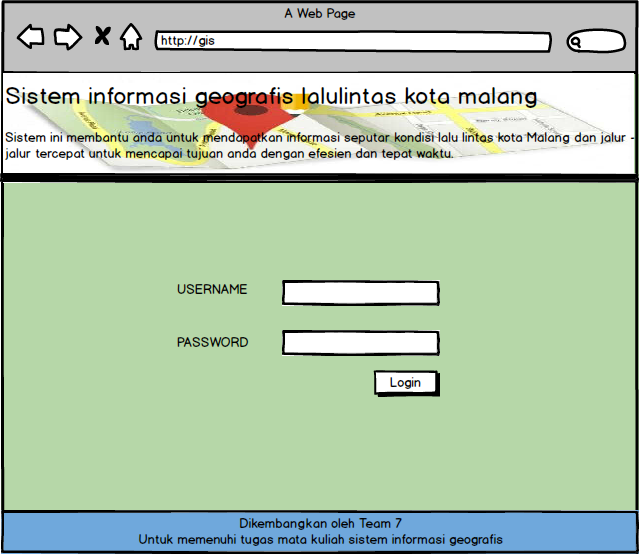 A Web Page
http://gis
Sistem informasi geografis lalulintas kota malang
Sistem ini membantu anda untuk mendapatkan informasi seputar kondisi lalu lintas kota Malang dan jalur -
jalur tercepat untuk mencapai tujuan anda dengan efesien dan tepat waktu.
USERNAME
PASSWORD
Login
Dikembangkan oleh Team 7
Untuk memenuhi tugas mata kuliah sistem informasi geografis